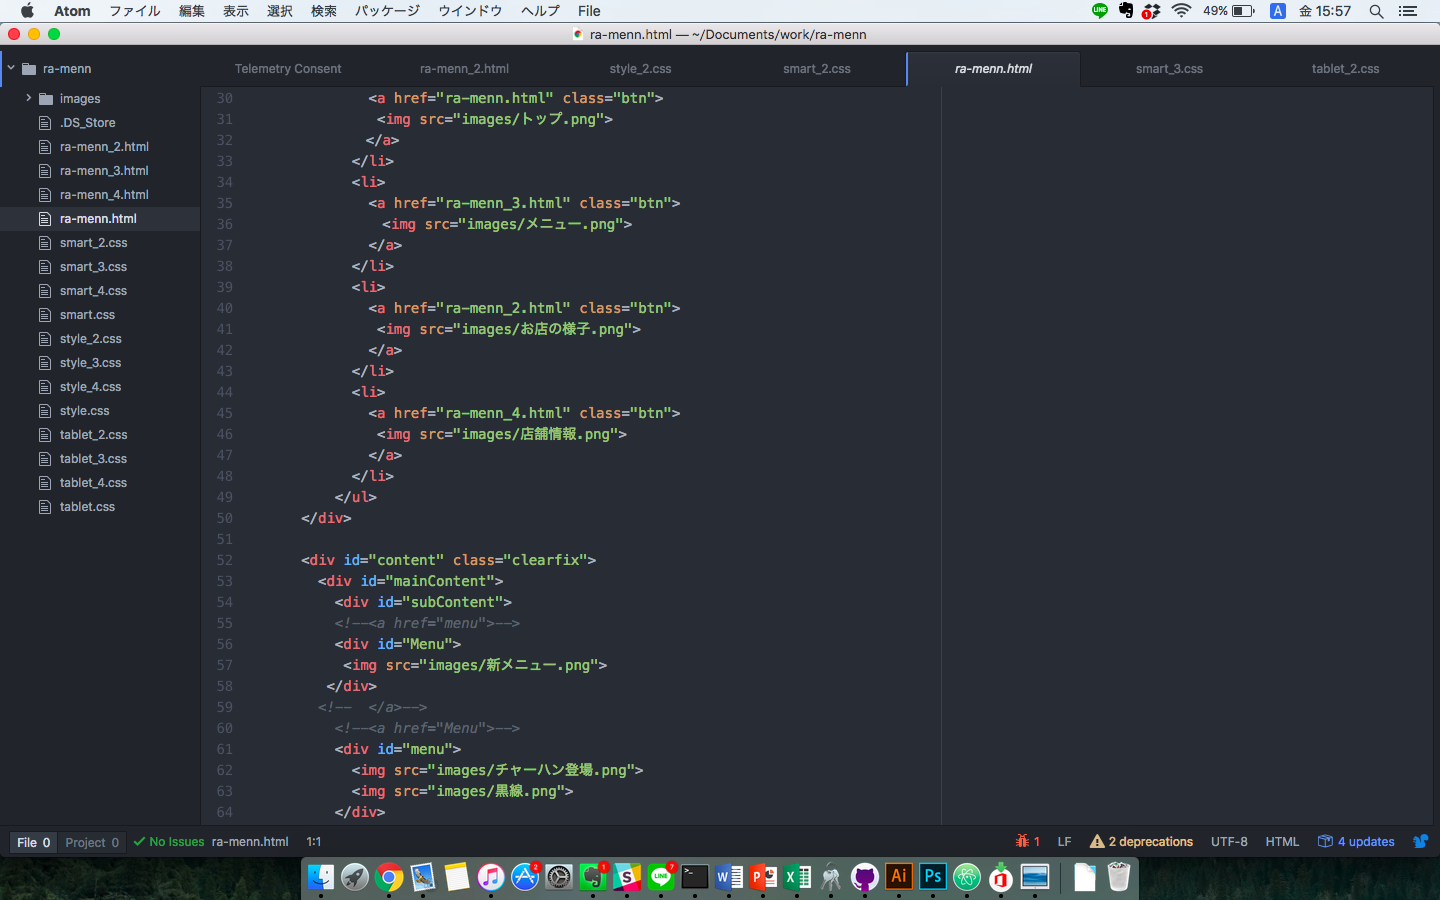 Atom ファイル 編集 表示 選択 検索 パッケージ ウインドウ ヘルプ File LINE 1 49% A 金 15:57
ra-menn.html — ~/Documents/work/ra-menn
ra-menn
images
.DS_Store
ra-menn_2.html
ra-menn_3.html
ra-menn_4.html
ra-menn.html
smart_2.css
smart_3.css
smart_4.css
smart.css
style_2.css
style_3.css
style_4.css
style.css
tablet_2.css
tablet_3.css
tablet_4.css
tablet.css
Telemetry Consent ra-menn_2.html style_2.css smart_2.css ra-menn.html smart_3.css tablet_2.css
30 <a href="ra-menn.html" class="btn">
31 <img src="images/トップ.png">
32 </a>
33 </li>
34 <li>
35 <a href="ra-menn_3.html" class="btn">
36 <img src="images/メニュー.png">
37 </a>
38 </li>
39 <li>
40 <a href="ra-menn_2.html" class="btn">
41 <img src="images/お店の様子.png">
42 </a>
43 </li>
44 <li>
45 <a href="ra-menn_4.html" class="btn">
46 <img src="images/店舗情報.png">
47 </a>
48 </li>
49 </ul>
50 </div>
51
52 <div id="content" class="clearfix">
53 <div id="mainContent">
54 <div id="subContent">
55 <!--<a href="menu">-->
56 <div id="Menu">
57 <img src="images/新メニュー.png">
58 </div>
59 <!-- </a>-->
60 <!--<a href="Menu">-->
61 <div id="menu">
62 <img src="images/チャーハン登場.png">
63 <img src="images/黒線.png">
64 </div>
File 0 Project 0 No Issues ra-menn.html 1:1 1 LF 2 deprecations UTF-8 HTML 4 updates
2 1 S LINE 7 >_ W P X Ai Ps